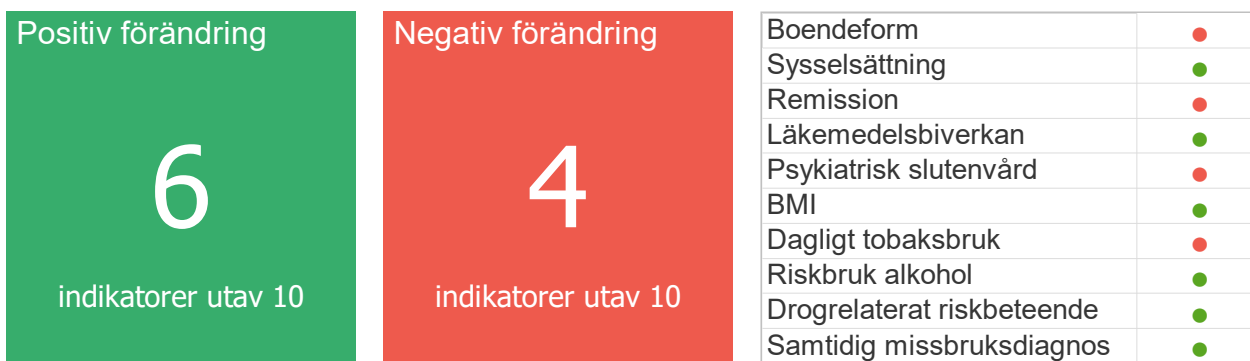 Positiv förändring
6
indikatorer utav 10
Negativ förändring
4
indikatorer utav 10
Boendeform
Sysselsättning
Remission
Läkemedelsbiverkan
Psykiatrisk slutenvård
BMI
Dagligt tobaksbruk
Riskbruk alkohol
Drogrelaterat riskbeteende
Samtidig missbruksdiagnos